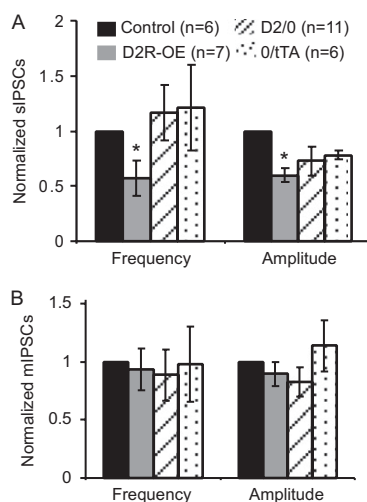 A
Control (n=6) D2/0 (n=11)
D2R-OE (n=7) 0/tTA (n=6)
Normalized sIPSCs
1.5
1
0.5
0
*
*
Frequency Amplitude
B
Normalized mIPSCs
1.5
1
0.5
0
Frequency Amplitude